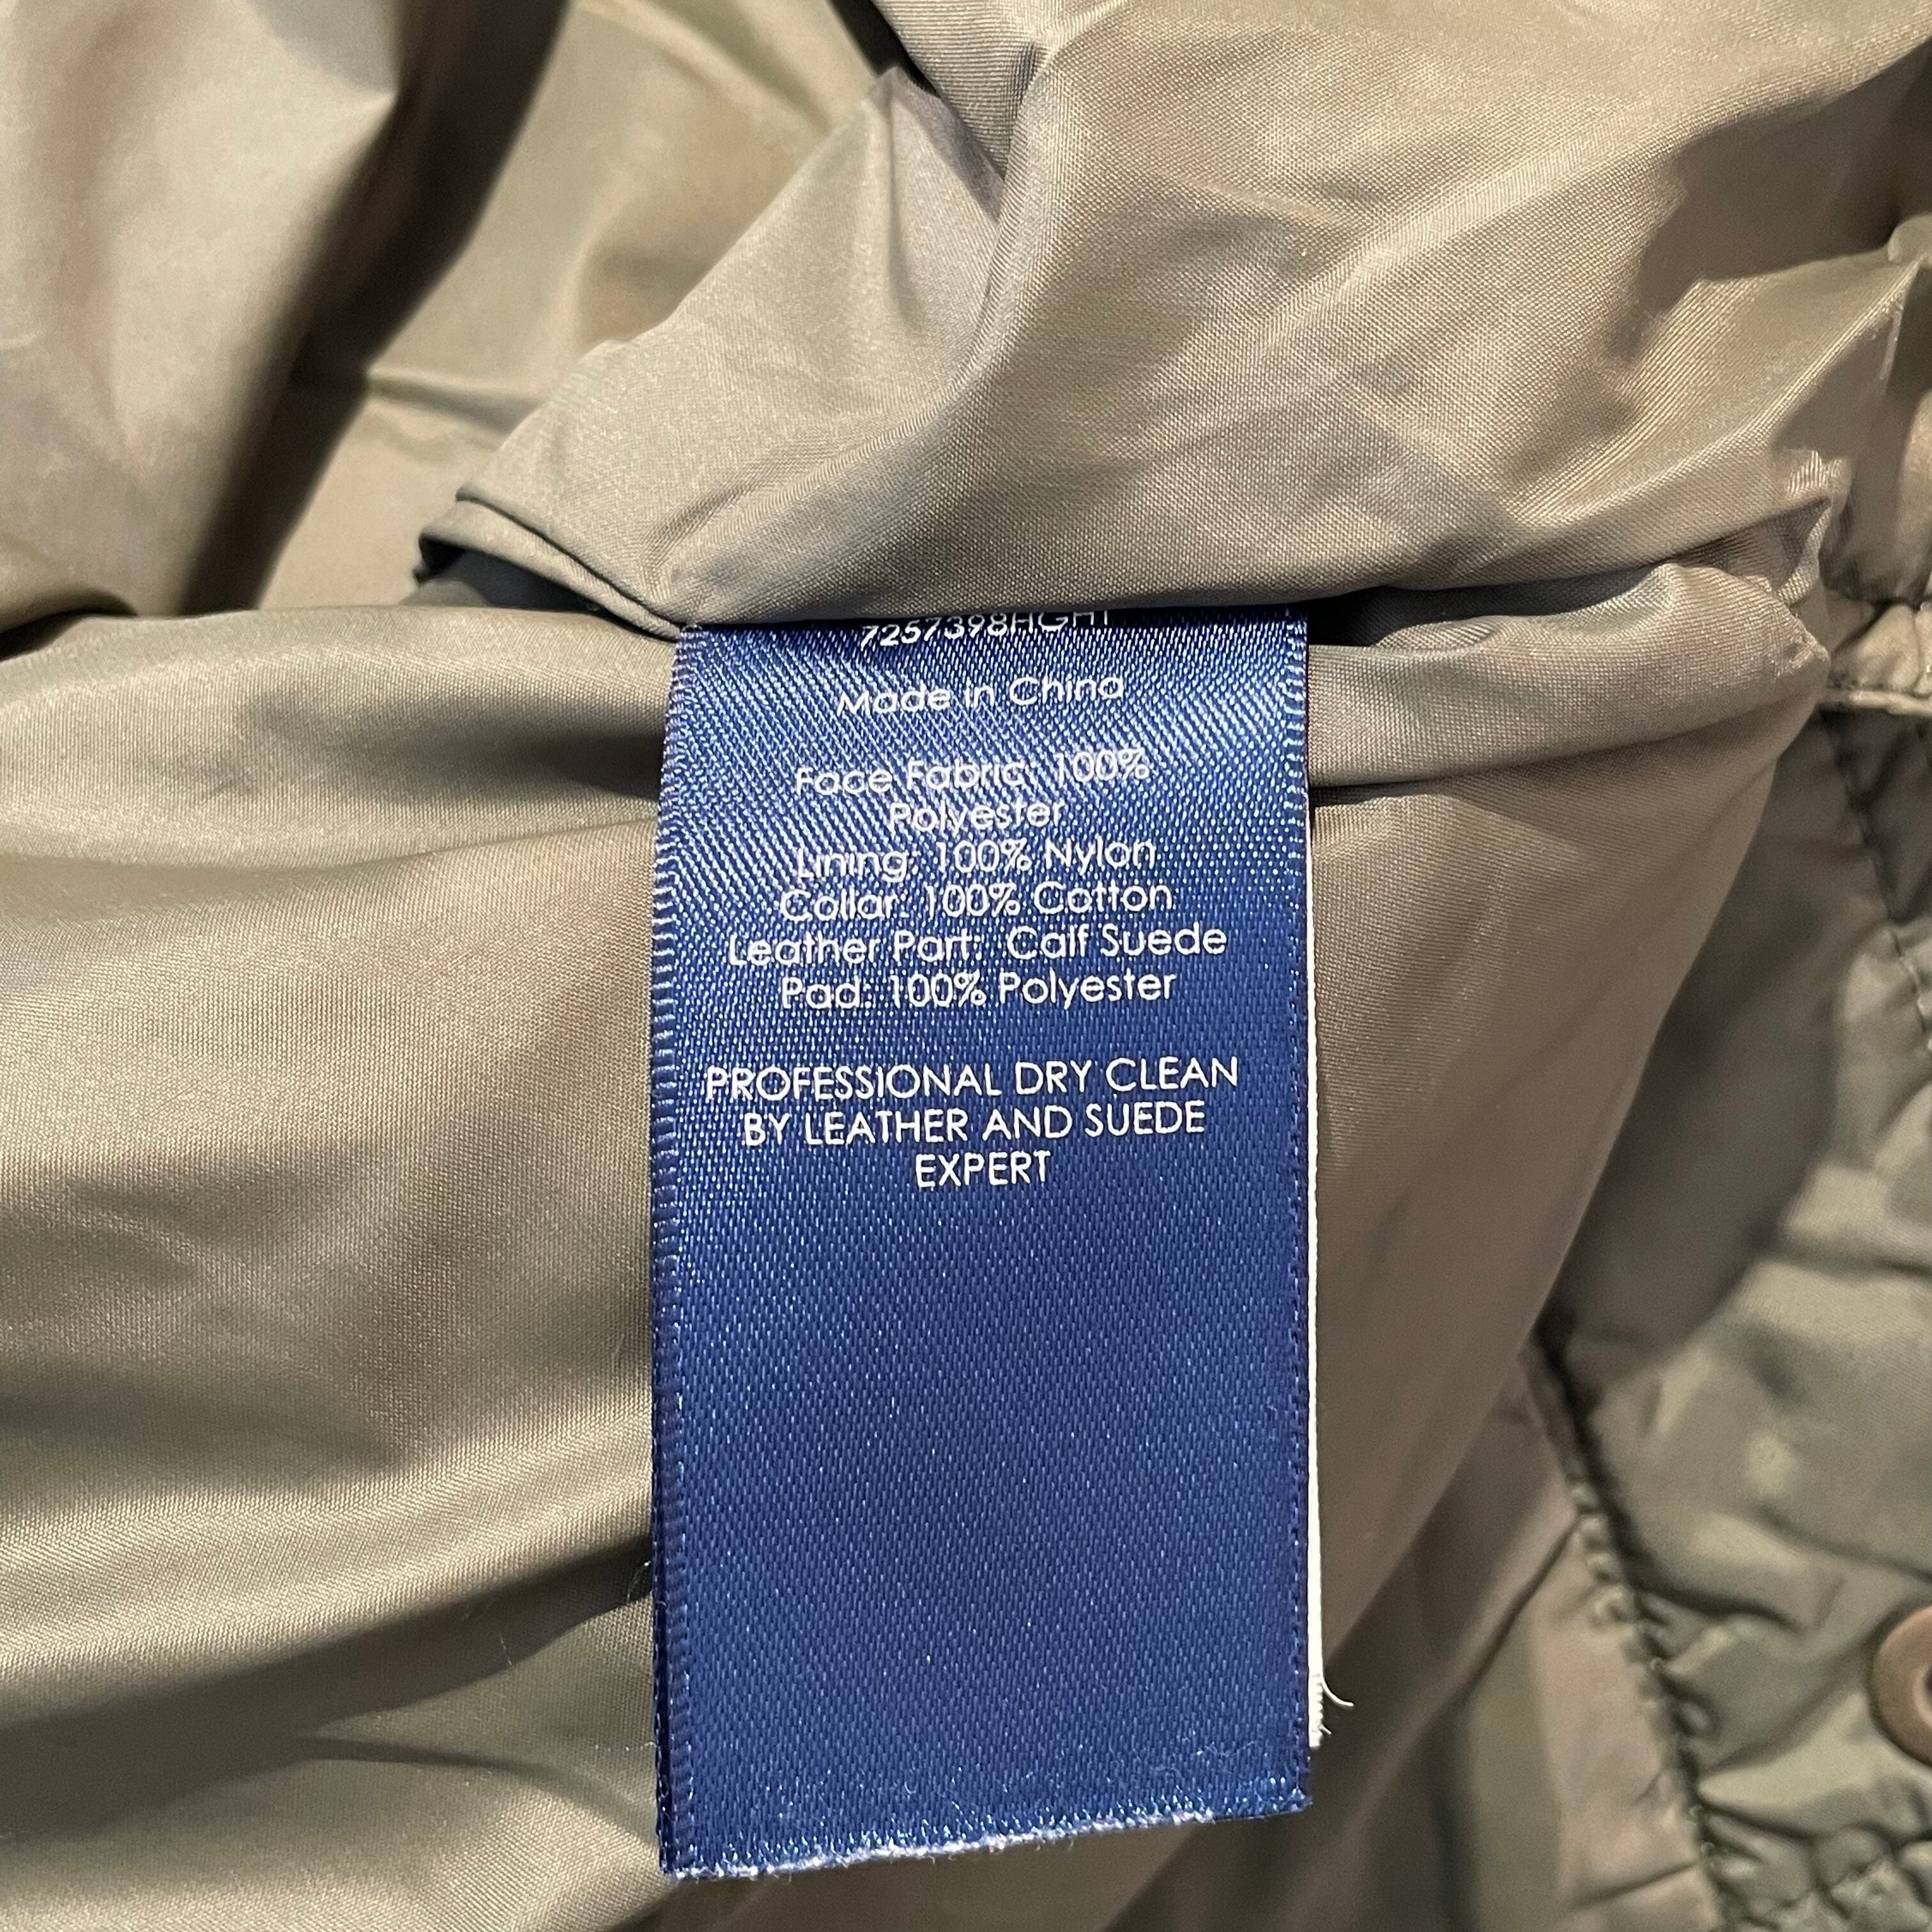 7257398HGHT
Made in China
Face Fabric: 100%
Polyester
Lining: 100% Nylon
Collar: 100% Cotton
Leather Part: Calf Suede
Pad: 100% Polyester
PROFESSIONAL DRY CLEAN
BY LEATHER AND SUEDE
EXPERT